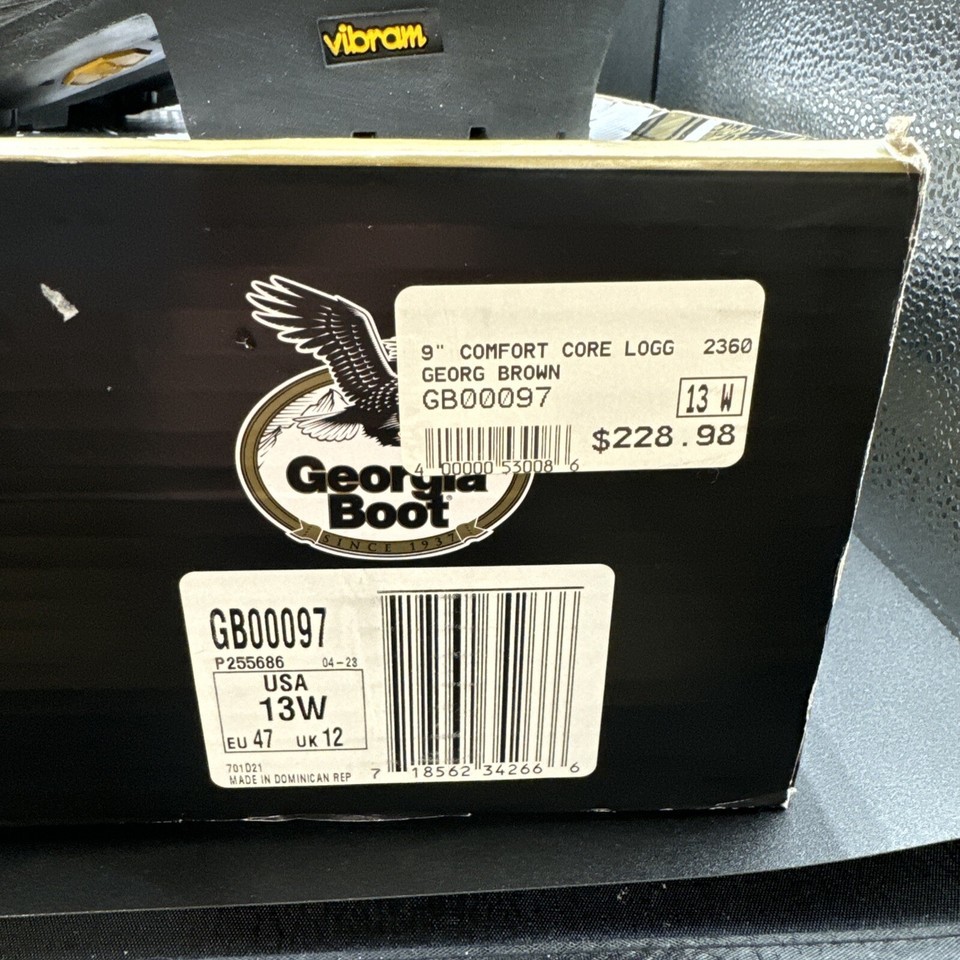 vibram
9" COMFORT CORE LOGG 2360
GEORG BROWN
GB00097
13 W
$228.98
4 00000 53008 6
Georgia
Boot
SINCE 1937
GB00097
P255686 04-23
USA
13W
EU 47 UK 12
701D21
MADE IN DOMINICAN REP
7 18562 34266 6